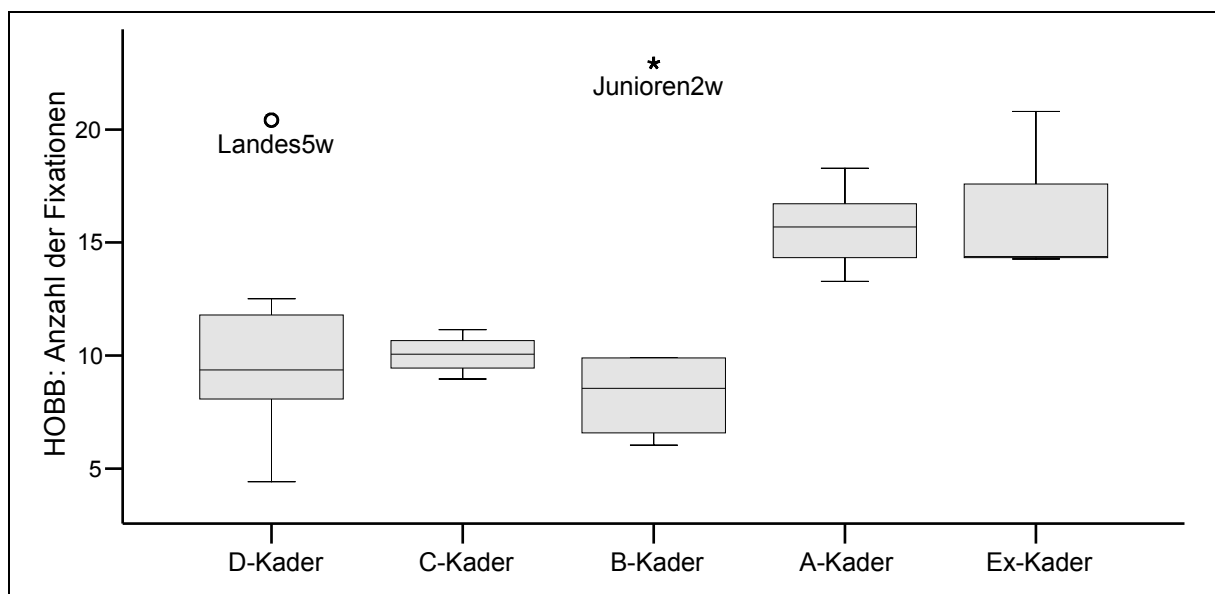 HOBB: Anzahl der Fixationen
20
15
10
5
Landes5w
Junioren2w
D-Kader
C-Kader
B-Kader
A-Kader
Ex-Kader